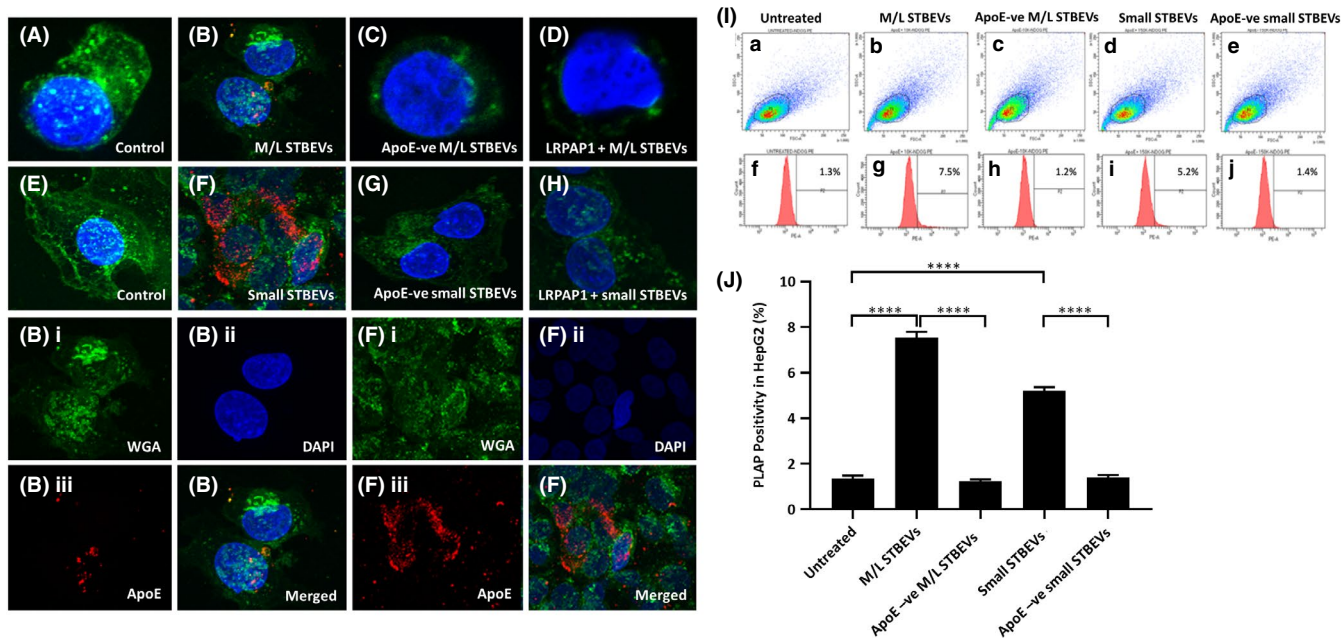 (A)
Control
(B)
M/L STBEVs
(C)
ApoE-ve M/L STBEVs
(D)
LRPAP1 + M/L STBEVs
(E)
Control
(F)
Small STBEVs
(G)
ApoE-ve small STBEVs
(H)
LRPAP1 + small STBEVs
(B) i
WGA
(B) ii
DAPI
(F) i
WGA
(F) ii
DAPI
(B) iii
ApoE
(B)
Merged
(F) iii
ApoE
(F)
Merged
(I)
Untreated
M/L STBEVs
ApoE-ve M/L STBEVs
Small STBEVs
ApoE-ve small STBEVs
a
b
c
d
e
f
1.3%
g
7.5%
h
1.2%
i
5.2%
j
1.4%
Count
PE-A
(J)
PLAP Positivity in HepG2 (%)
10
8
6
4
2
0
****
**** **** ****
Untreated
M/L STBEVs
ApoE –ve M/L STBEVs
Small STBEVs
ApoE –ve small STBEVs